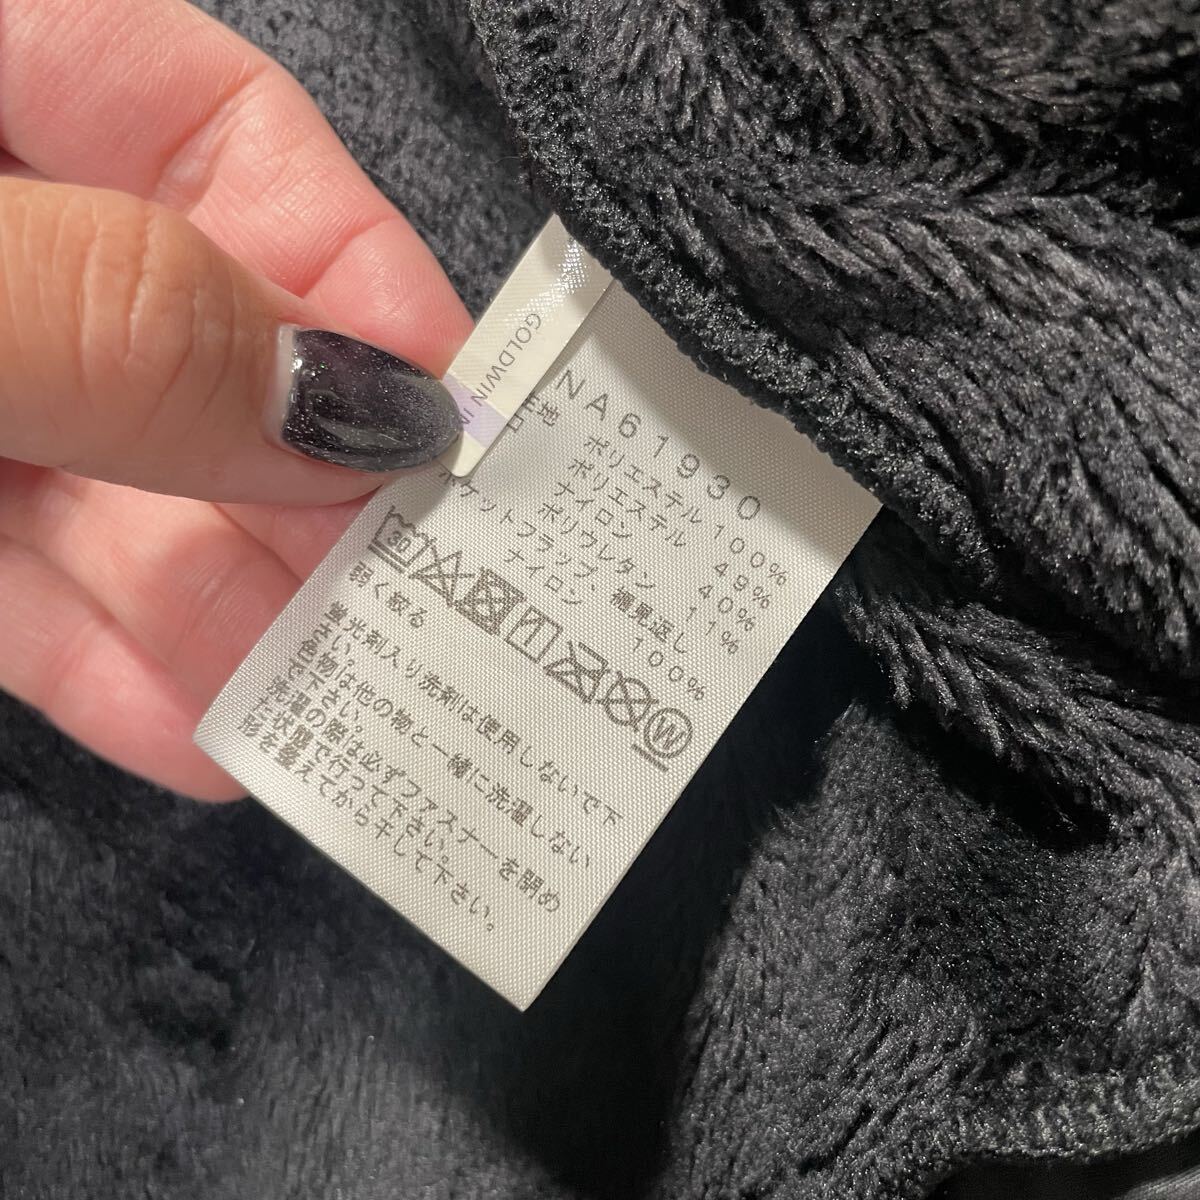 GOLDWIN IN
NA61930
生地 ポリエステル 100%
ポリエステル 49%
ナイロン 40%
ポリウレタン 11%
ポケットフラップ、補見返し
ナイロン 100%
30
W
弱く絞る
蛍光剤入り洗剤は使用しないで下
さい。
色物は他の物と一緒に洗濯しない
で下さい。
洗濯の際は必ずファスナーを閉め
た状態で行って下さい。
形を整えてから干して下さい。